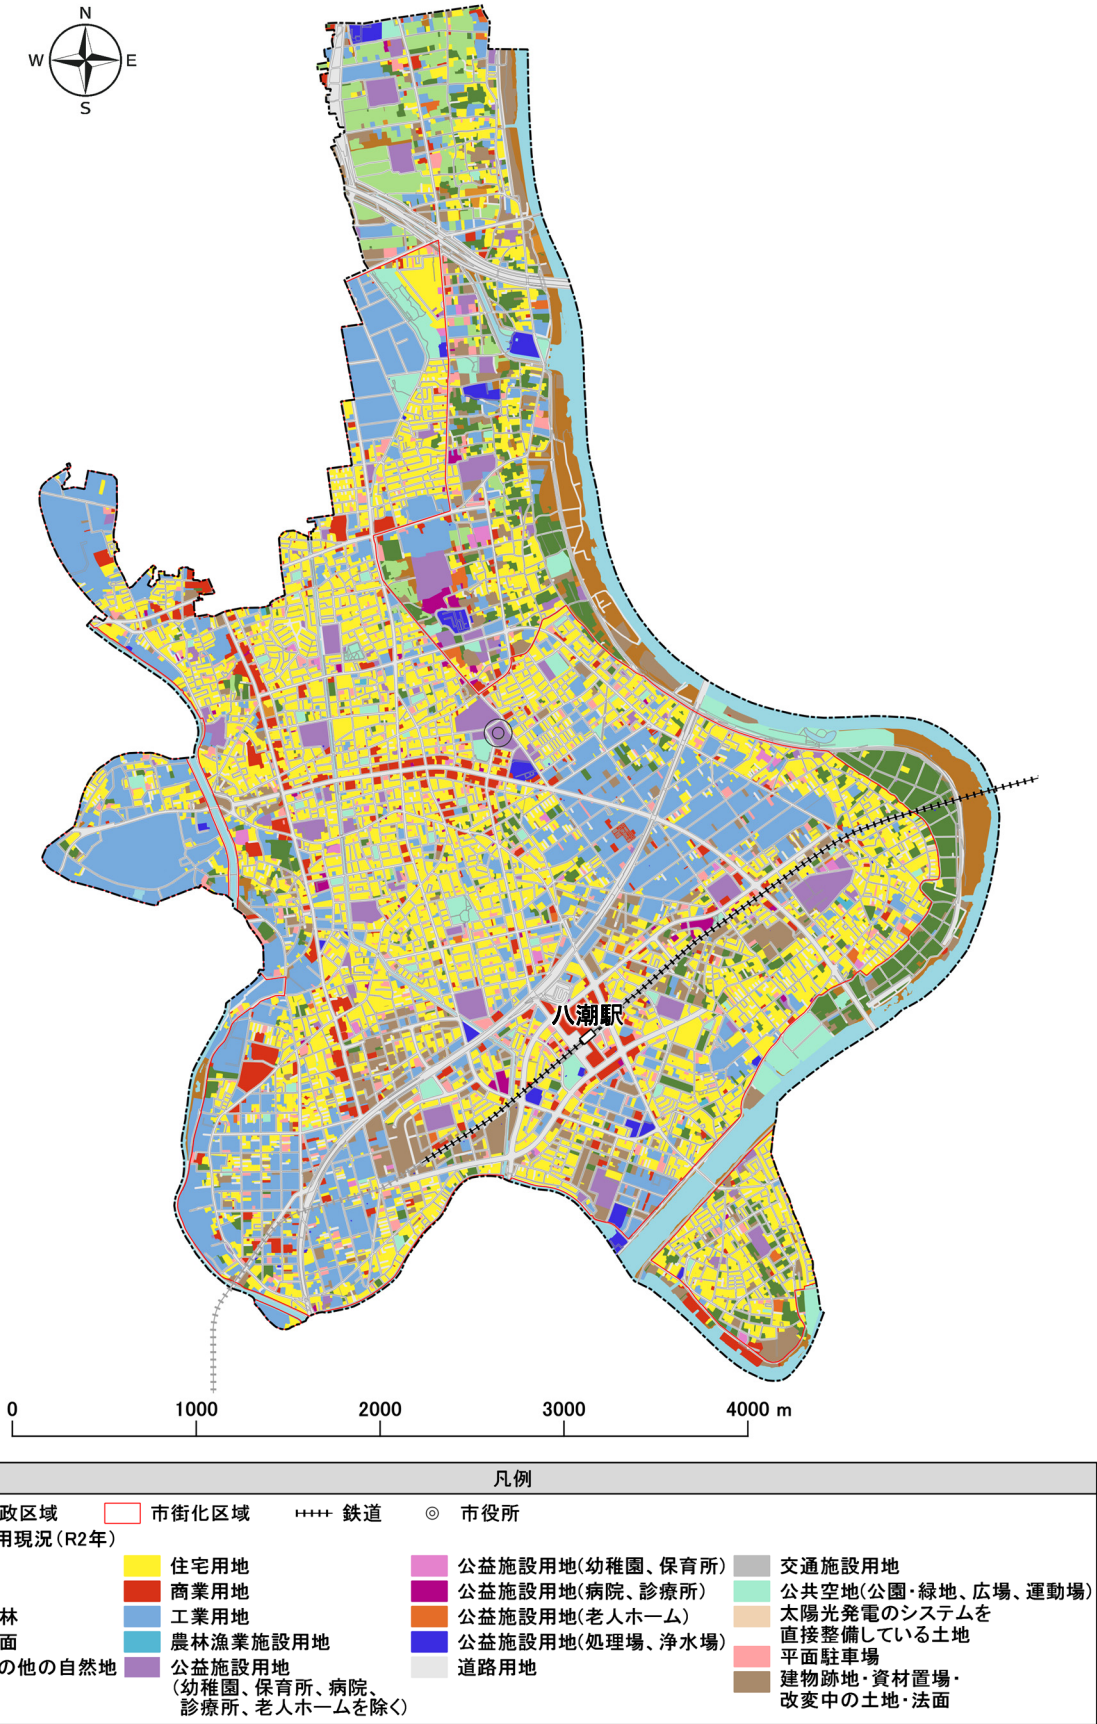 N
W
E
S
八潮駅
0 1000 2000 3000 4000 m
凡例
政区域 市街化区域 鉄道 市役所
用現況(R2年)
住宅用地 公益施設用地(幼稚園、保育所) 交通施設用地
商業用地 公益施設用地(病院、診療所) 公共空地(公園・緑地、広場、運動場)
林 工業用地 公益施設用地(老人ホーム) 太陽光発電のシステムを
直接整備している土地
面 農林漁業施設用地 公益施設用地(処理場、浄水場)
の他の自然地 公益施設用地 道路用地 平面駐車場
(幼稚園、保育所、病院、
診療所、老人ホームを除く)
建物跡地・資材置場・
改変中の土地・法面